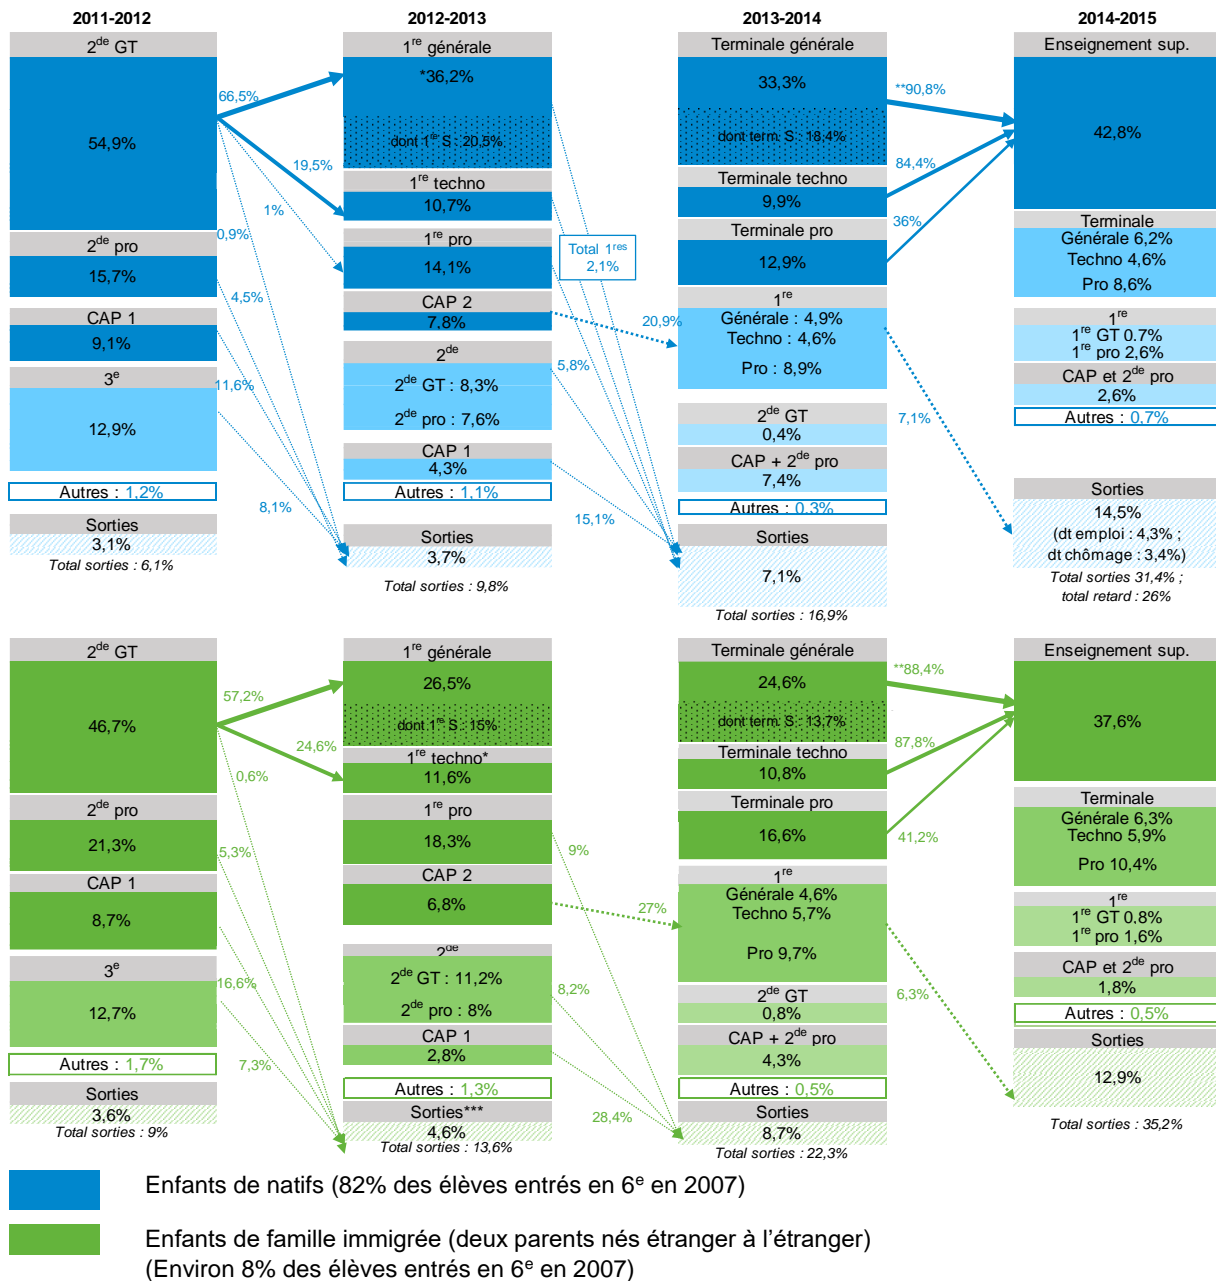 2011-2012
2012-2013
2013-2014
2014-2015
2de GT
54,9%
2de pro
15,7%
CAP 1
9,1%
3e
12,9%
Autres : 1,2%
Sorties
3,1%
Total sorties : 6,1%
66,5%
19,5%
1%
0,9%
4,5%
11,6%
8,1%
1re générale
*36,2%
dont 1re S : 20,5%
1re techno
10,7%
1re pro
14,1%
CAP 2
7,8%
2de
2de GT : 8,3%
2de pro : 7,6%
CAP 1
4,3%
Autres : 1,1%
Sorties
3,7%
Total sorties : 9,8%
Total 1res
2,1%
20,9%
5,8%
15,1%
Terminale générale
33,3%
dont term. S : 18,4%
Terminale techno
9,9%
Terminale pro
12,9%
1re
Générale : 4,9%
Techno : 4,6%
Pro : 8,9%
2de GT
0,4%
CAP + 2de pro
7,4%
Autres : 0,3%
Sorties
7,1%
Total sorties : 16,9%
**90,8%
84,4%
36%
7,1%
Enseignement sup.
42,8%
Terminale
Générale 6,2%
Techno 4,6%
Pro 8,6%
1re
1re GT 0.7%
1re pro 2,6%
CAP et 2de pro
2,6%
Autres : 0,7%
Sorties
14,5%
(dt emploi : 4,3% ;
dt chômage : 3,4%)
Total sorties 31,4% ;
total retard : 26%
2de GT
46,7%
2de pro
21,3%
CAP 1
8,7%
3e
12,7%
Autres : 1,7%
Sorties
3,6%
Total sorties : 9%
57,2%
24,6%
0,6%
5,3%
16,6%
7,3%
1re générale
26,5%
dont 1re S : 15%
1re techno*
11,6%
1re pro
18,3%
CAP 2
6,8%
2de
2de GT : 11,2%
2de pro : 8%
CAP 1
2,8%
Autres : 1,3%
Sorties***
4,6%
Total sorties : 13,6%
9%
27%
8,2%
28,4%
Terminale générale
24,6%
dont term. S : 13,7%
Terminale techno
10,8%
Terminale pro
16,6%
1re
Générale 4,6%
Techno 5,7%
Pro 9,7%
2de GT
0,8%
CAP + 2de pro
4,3%
Autres : 0,5%
Sorties
8,7%
Total sorties : 22,3%
**88,4%
87,8%
41,2%
6,3%
Enseignement sup.
37,6%
Terminale
Générale 6,3%
Techno 5,9%
Pro 10,4%
1re
1re GT 0,8%
1re pro 1,6%
CAP et 2de pro
1,8%
Autres : 0,5%
Sorties
12,9%
Total sorties : 35,2%
Enfants de natifs (82% des élèves entrés en 6e en 2007)
Enfants de famille immigrée (deux parents nés étranger à l'étranger)
(Environ 8% des élèves entrés en 6e en 2007)